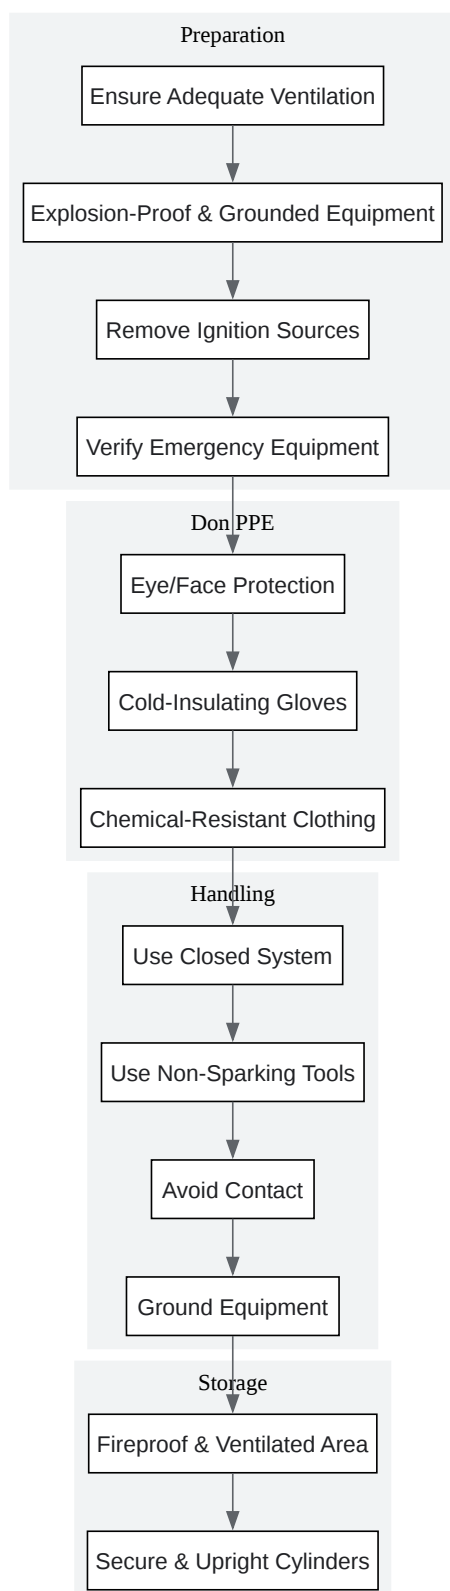 Preparation
Ensure Adequate Ventilation
Explosion-Proof & Grounded Equipment
Remove Ignition Sources
Verify Emergency Equipment
Don PPE
Eye/Face Protection
Cold-Insulating Gloves
Chemical-Resistant Clothing
Handling
Use Closed System
Use Non-Sparking Tools
Avoid Contact
Ground Equipment
Storage
Fireproof & Ventilated Area
Secure & Upright Cylinders